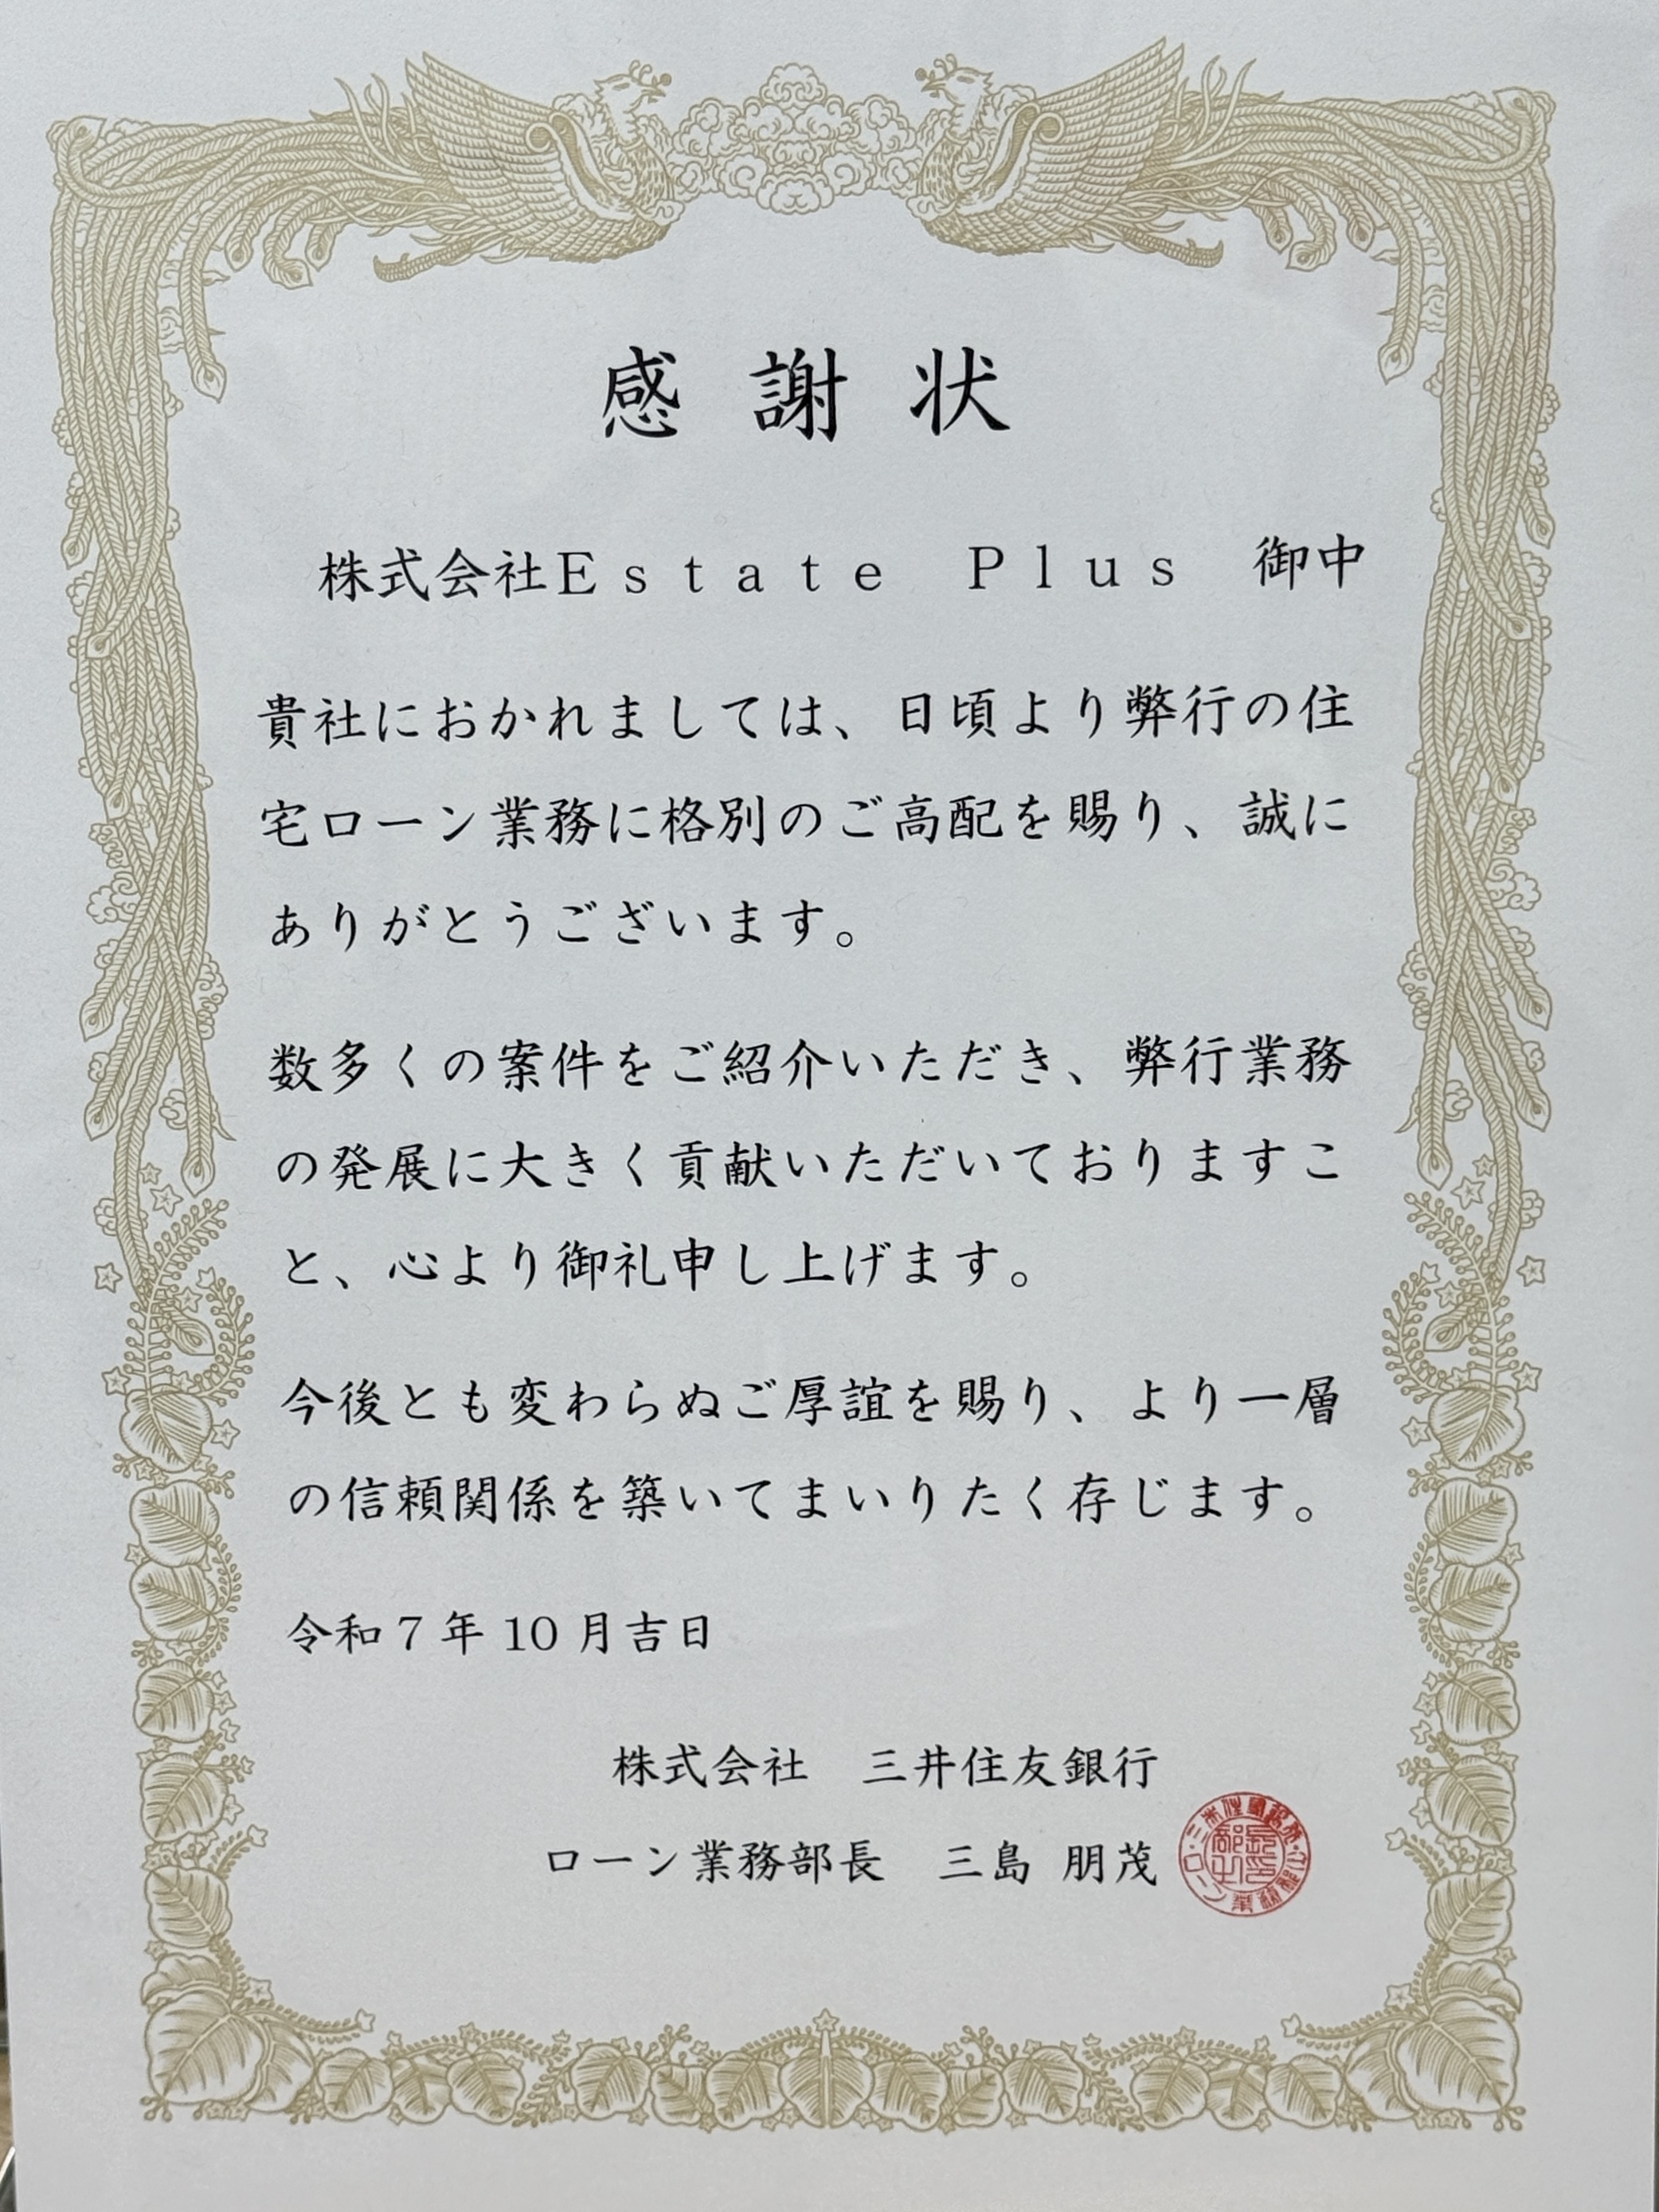 感謝状
株式会社Estate Plus 御中
貴社におかれましては、日頃より弊行の住
宅ローン業務に格別のご高配を賜り、誠に
ありがとうございます。
数多くの案件をご紹介いただき、弊行業務
の発展に大きく貢献いただいておりますこ
と、心より御礼申し上げます。
今後とも変わらぬご厚誼を賜り、より一層
の信頼関係を築いてまいりたく存じます。
令和7年10月吉日
株式会社 三井住友銀行
ローン業務部長 三島 朋茂